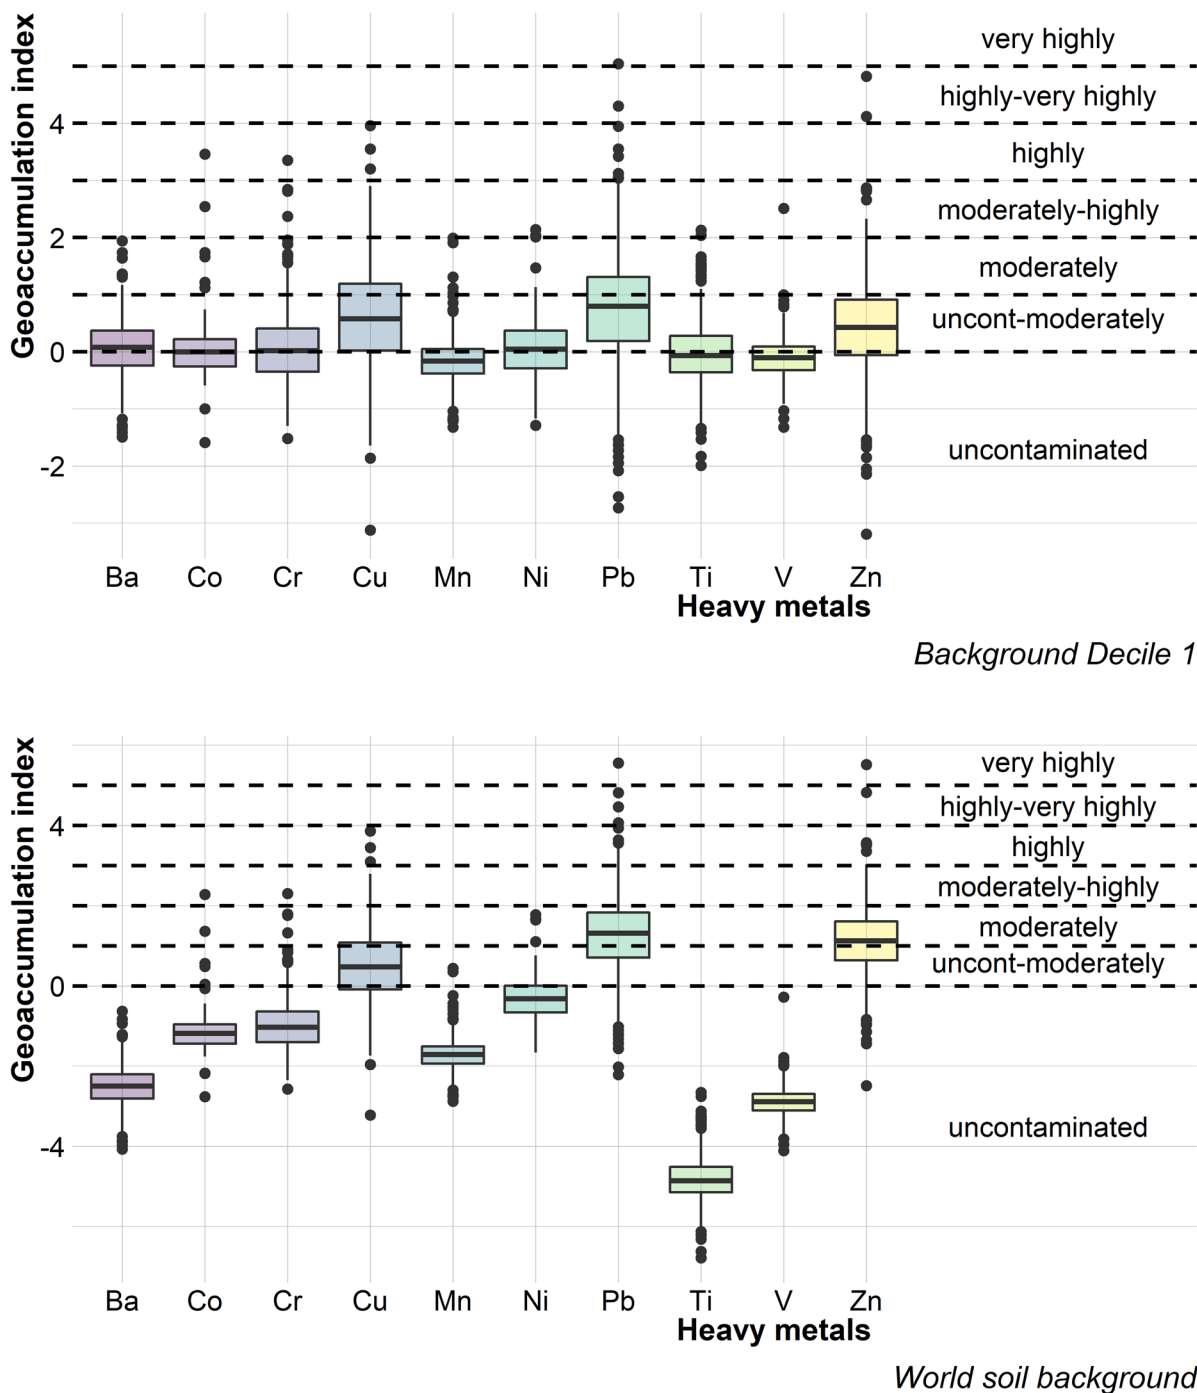 Geoaccumulation index
very highly
highly-very highly
4
highly
moderately-highly
2
moderately
uncont-moderately
0
uncontaminated
-2
Ba Co Cr Cu Mn Ni Pb Ti V Zn
Heavy metals
Background Decile 1
Geoaccumulation index
very highly
highly-very highly
4
highly
moderately-highly
moderately
uncont-moderately
0
uncontaminated
-4
Ba Co Cr Cu Mn Ni Pb Ti V Zn
Heavy metals
World soil background